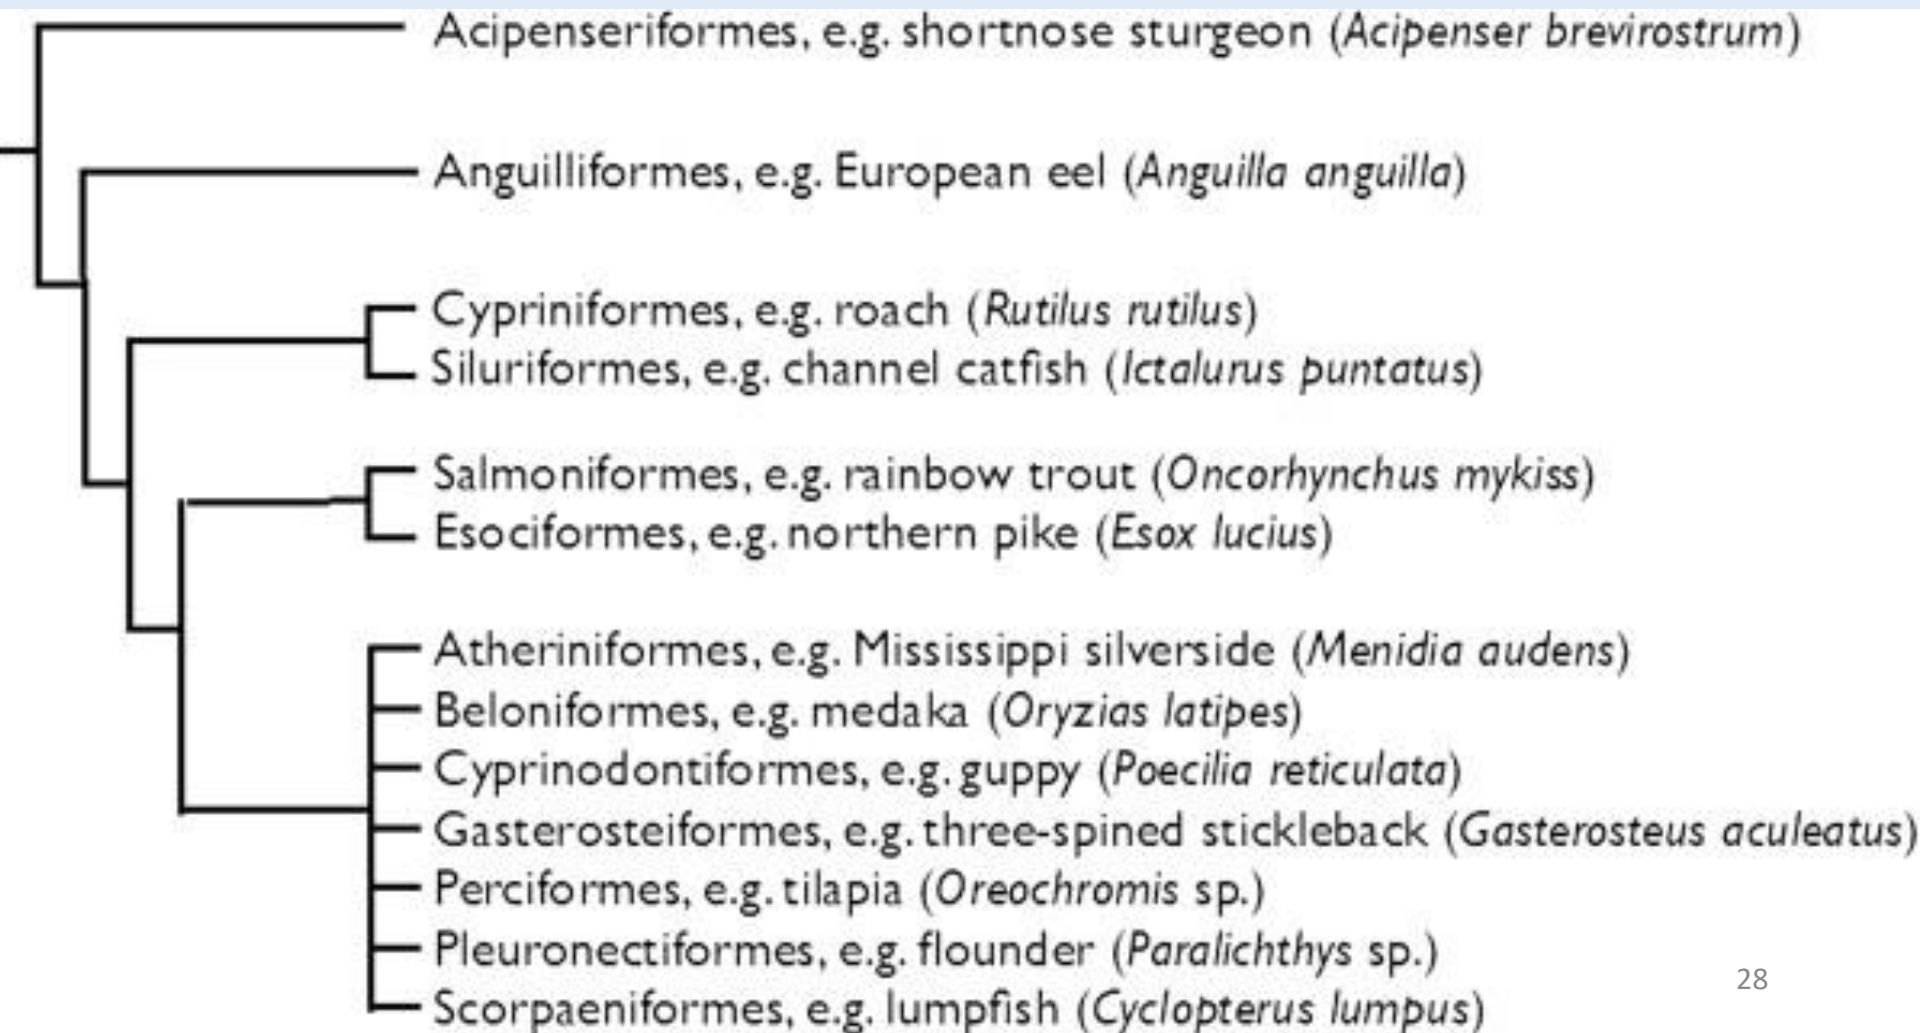 Acipenseriformes, e.g. shortnose sturgeon (Acipenser brevirostrum)
Anguilliformes, e.g. European eel (Anguilla anguilla)
Cypriniformes, e.g. roach (Rutilus rutilus)
Siluriformes, e.g. channel catfish (Ictalurus puntatus)
Salmoniformes, e.g. rainbow trout (Oncorhynchus mykiss)
Esociformes, e.g. northern pike (Esox lucius)
Atheriniformes, e.g. Mississippi silverside (Menidia audens)
Beloniformes, e.g. medaka (Oryzias latipes)
Cyprinodontiformes, e.g. guppy (Poecilia reticulata)
Gasterosteiformes, e.g. three-spined stickleback (Gasterosteus aculeatus)
Perciformes, e.g. tilapia (Oreochromis sp.)
Pleuronectiformes, e.g. flounder (Paralichthys sp.)
28
Scorpaeniformes, e.g. lumpfish (Cyclopterus lumpus)